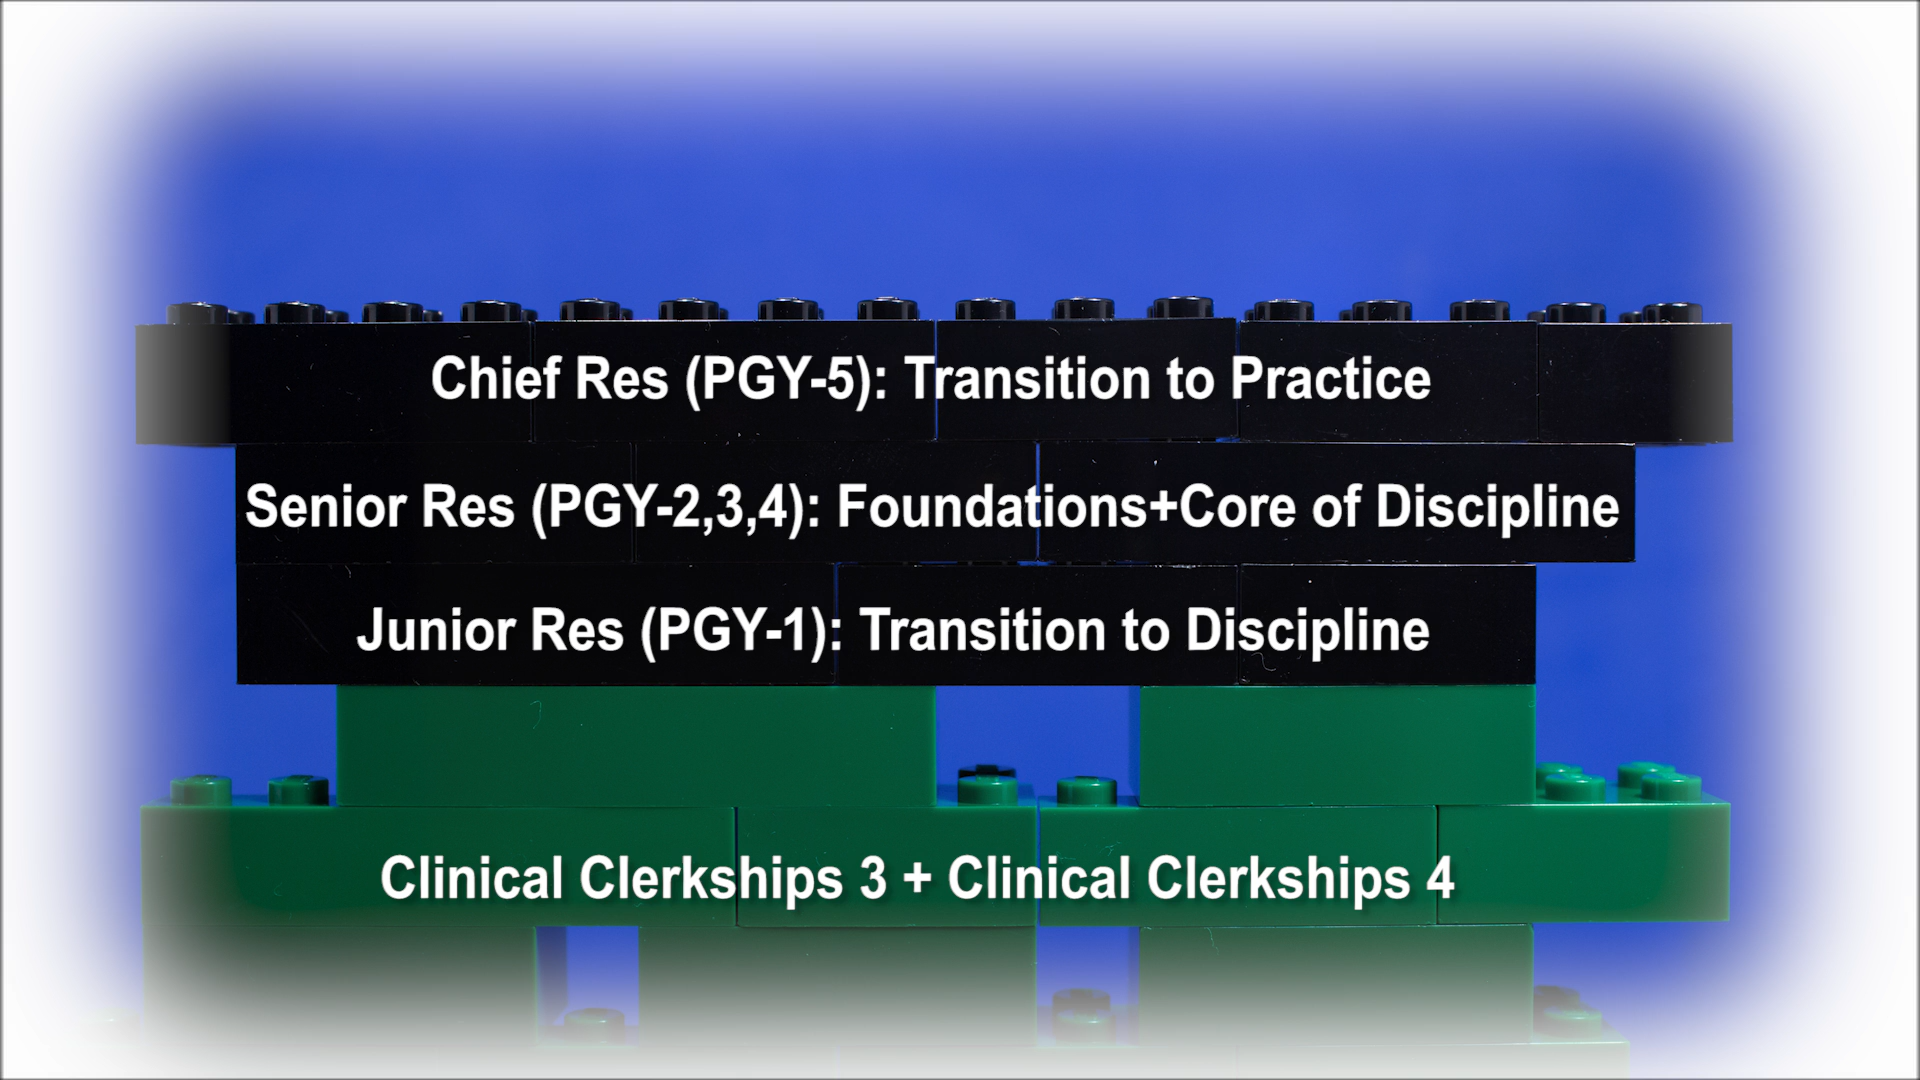 Chief Res (PGY-5): Transition to Practice
Senior Res (PGY-2,3,4): Foundations+Core of Discipline
Junior Res (PGY-1): Transition to Discipline
Clinical Clerkships 3 + Clinical Clerkships 4